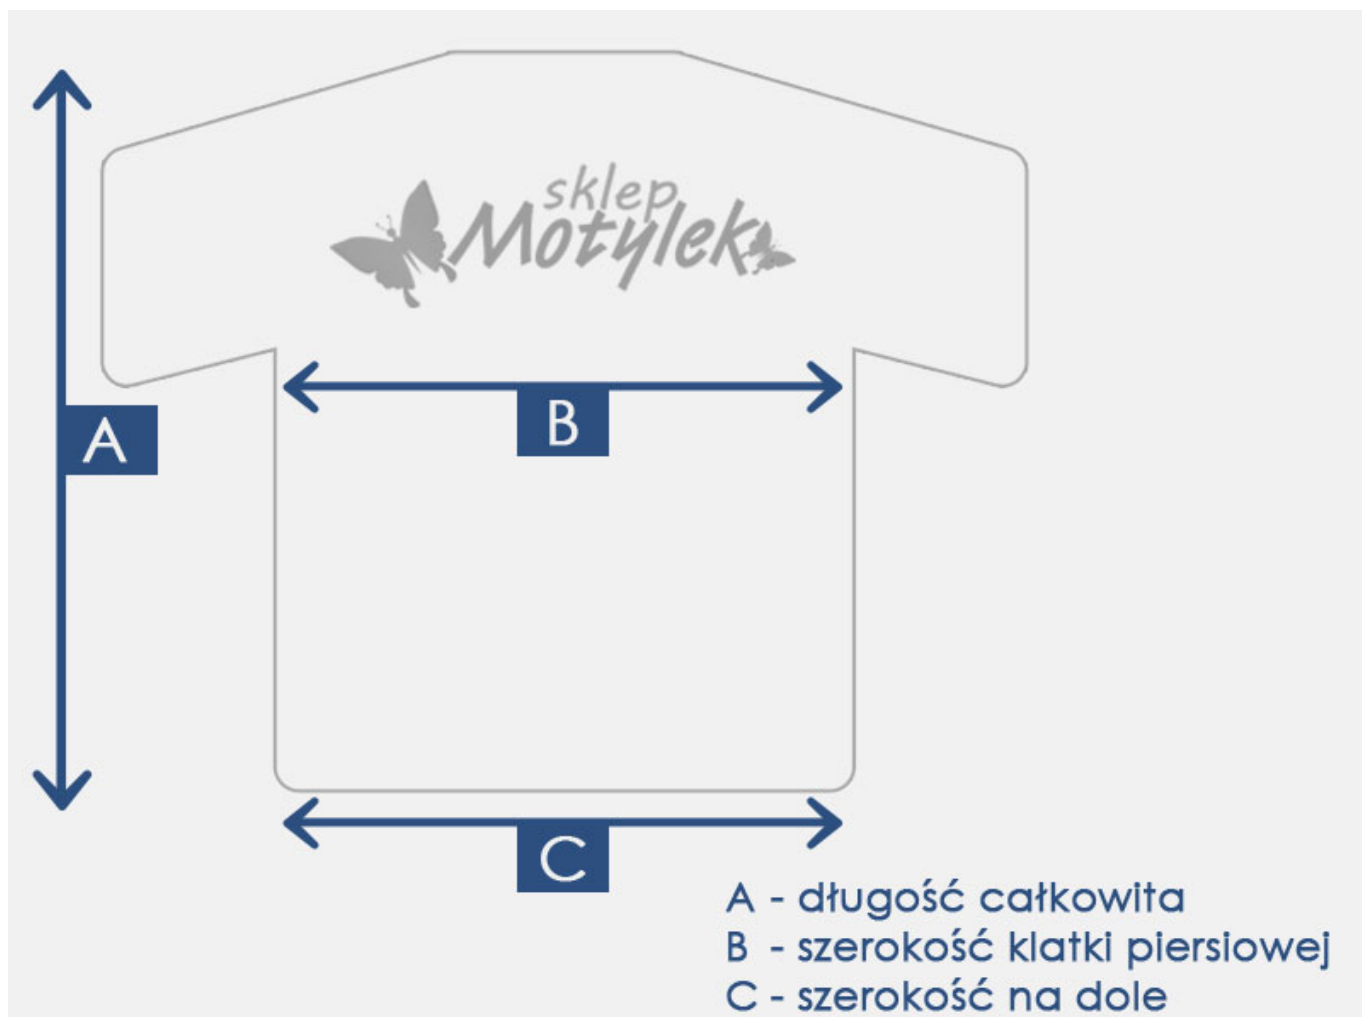 sklep
Motylek
A
B
C
A - długość całkowita
B - szerokość klatki piersiowej
C - szerokość na dole